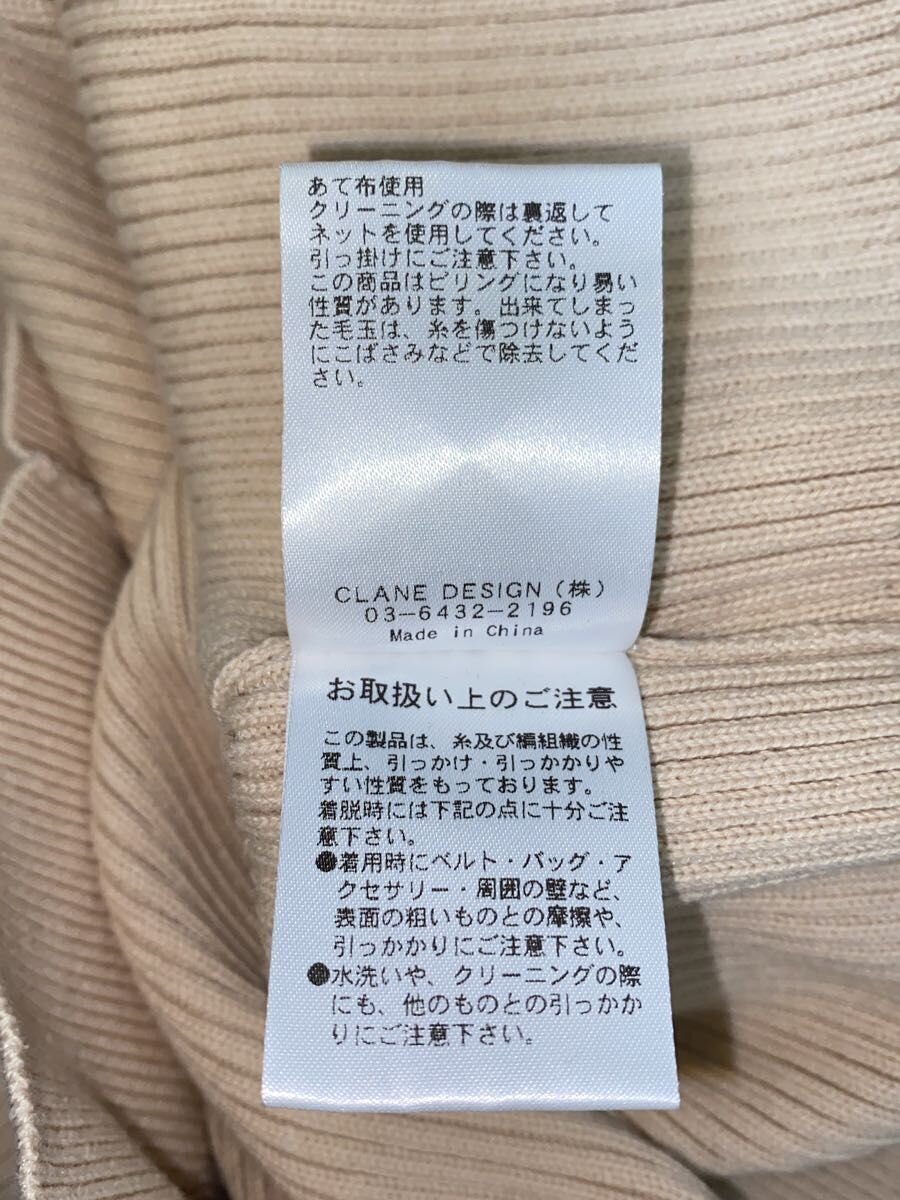 あて布使用
クリーニングの際は裏返して
ネットを使用してください。
引っ掛けにご注意下さい。
この商品はピリングになり易い
性質があります。出来てしまっ
た毛玉は、糸を傷つけないよう
にこばさみなどで除去してくだ
さい。
CLANE DESIGN（株）
03-6432-2196
Made in China
お取扱い上のご注意
この製品は、糸及び編組織の性
質上、引っかけ・引っかかりや
すい性質をもっております。
着脱時には下記の点に十分ご注
意下さい。
●着用時にベルト・バッグ・ア
クセサリー・周囲の壁など、
表面の粗いものとの摩擦や、
引っかかりにご注意下さい。
●水洗いや、クリーニングの際
にも、他のものとの引っかか
りにご注意下さい。